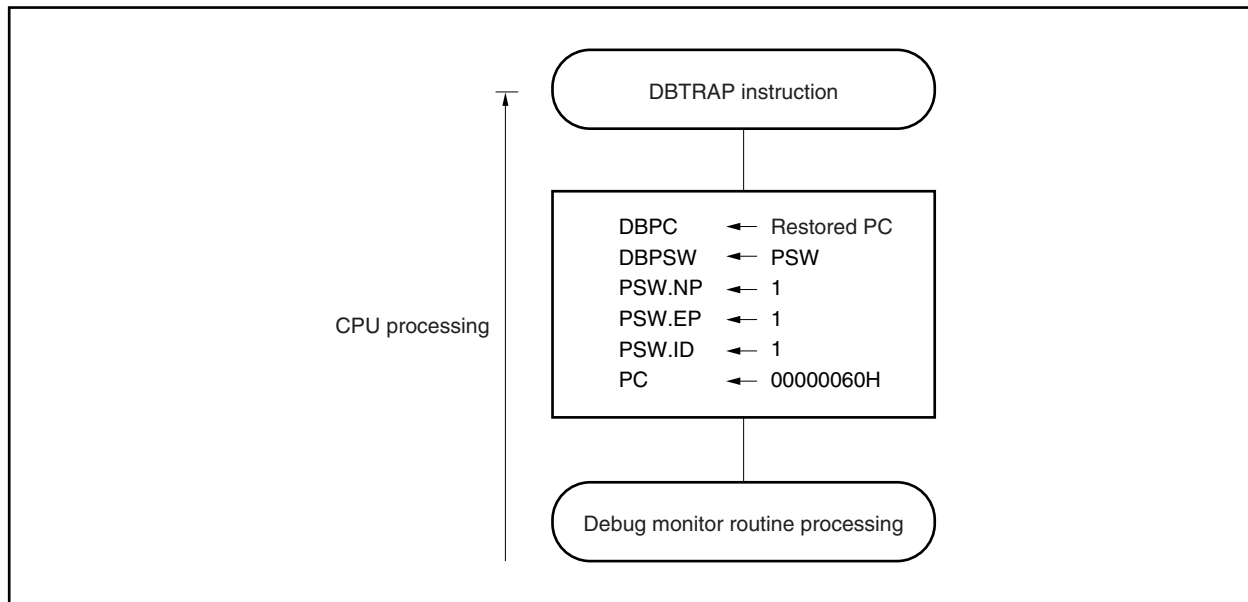 DBTRAP instruction
DBPC ← Restored PC
DBPSW ← PSW
PSW.NP ← 1
PSW.EP ← 1
PSW.ID ← 1
PC ← 00000060H
CPU processing
Debug monitor routine processing